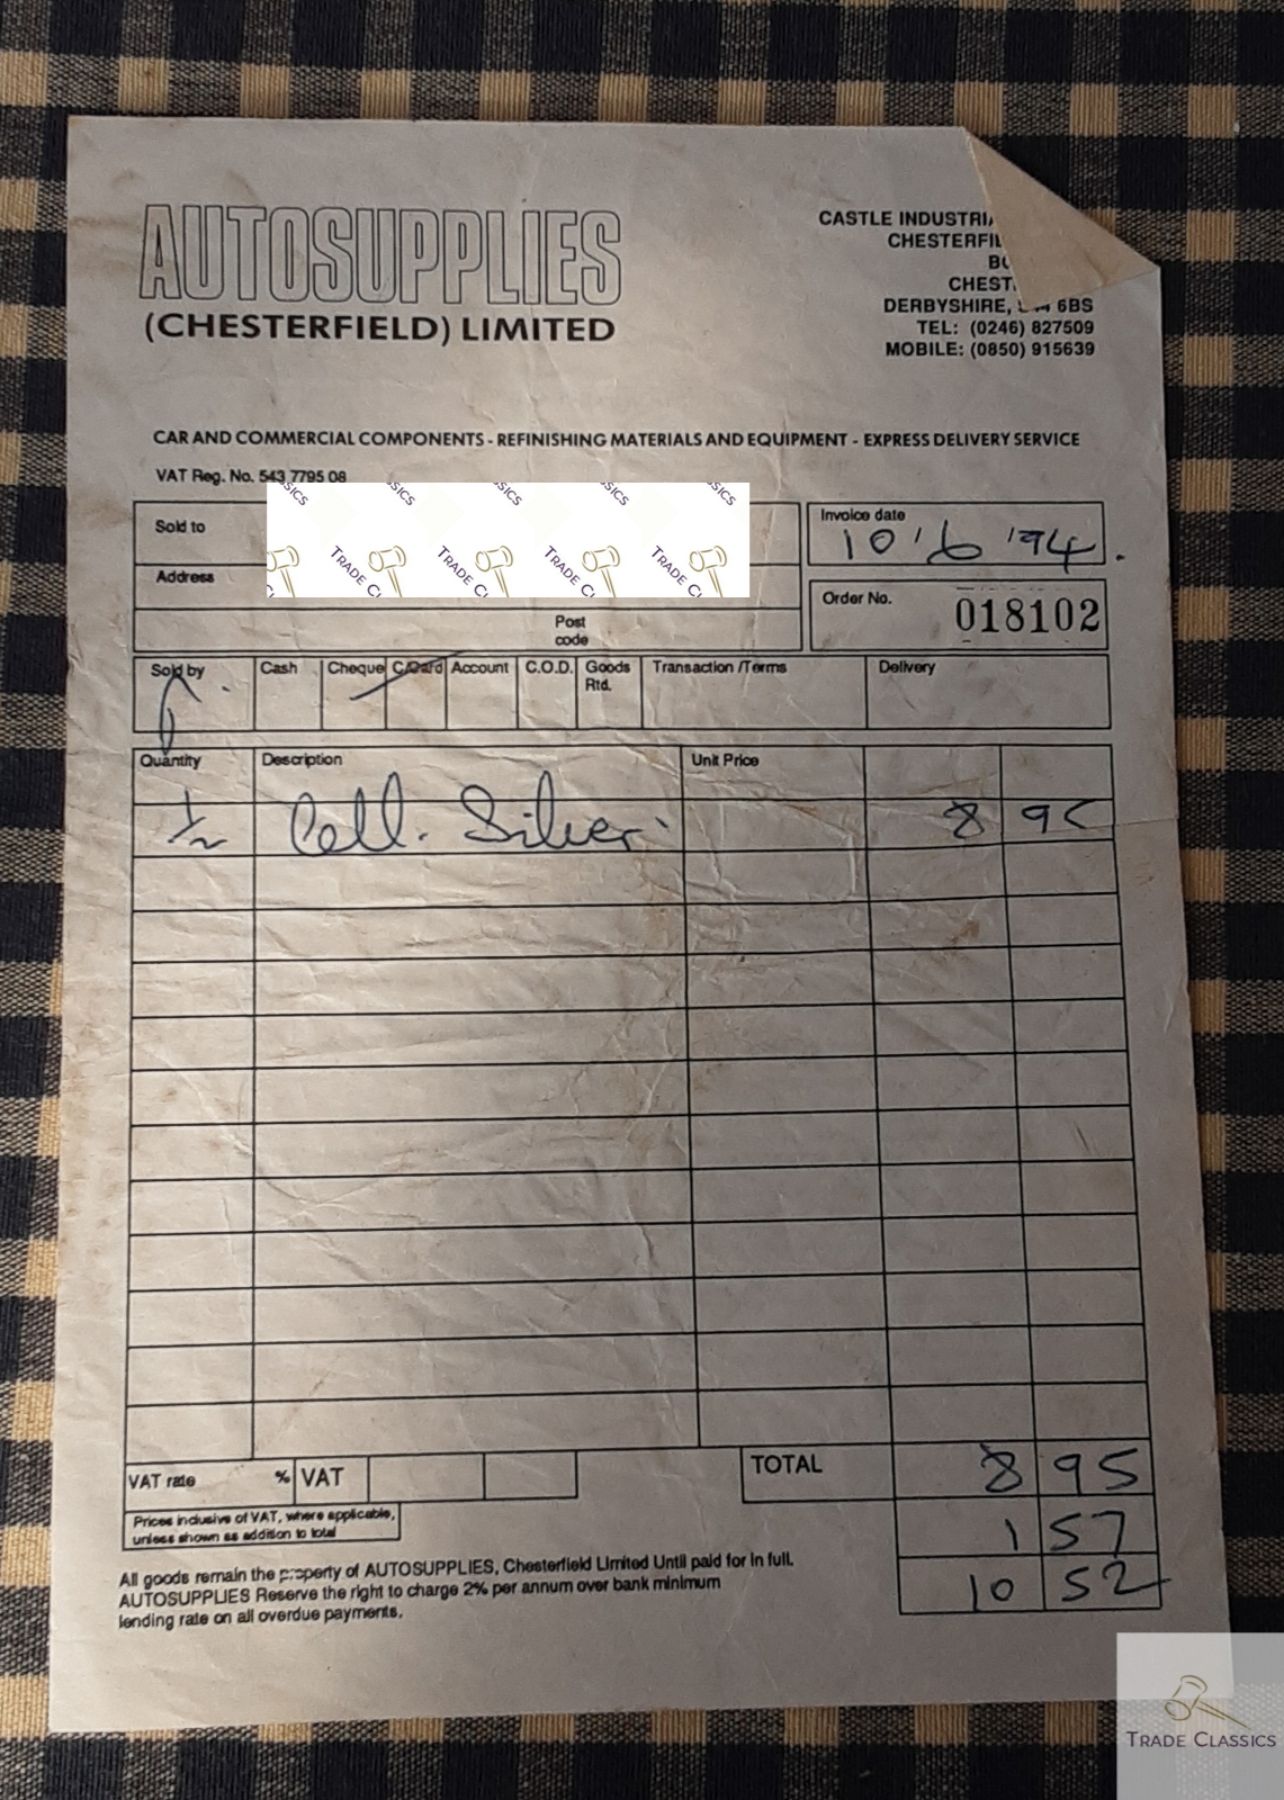 AUTOSUPPLIES
(CHESTERFIELD) LIMITED
CASTLE
CHESTERFIELD
DERBYSHIRE, 6BS
TEL: (0246) 827509
MOBILE: (0850) 915639
CAR AND COMMERCIAL COMPONENTS - REFINISHING MATERIALS AND EQUIPMENT - EXPRESS DELIVERY SERVICE
VAT Reg. No. 543 7795 08
Sold to
Invoice date
10 '6 '94.
Address
Order No. 018102
Post code
Sold by Cash Cheque C/Card Account C.O.D. Goods Rtd. Transaction /Terms Delivery
Quantity Description Unit Price
1/2 Cell. Silver 8 95
VAT rate % VAT TOTAL 8 95
Prices inclusive of VAT, where applicable,
unless shown as addition to total
1 57
10 52
All goods remain the property of AUTOSUPPLIES, Chesterfield Limited Until paid for in full.
AUTOSUPPLIES Reserve the right to charge 2% per annum over bank minimum
lending rate on all overdue payments.
TRADE CLASSICS